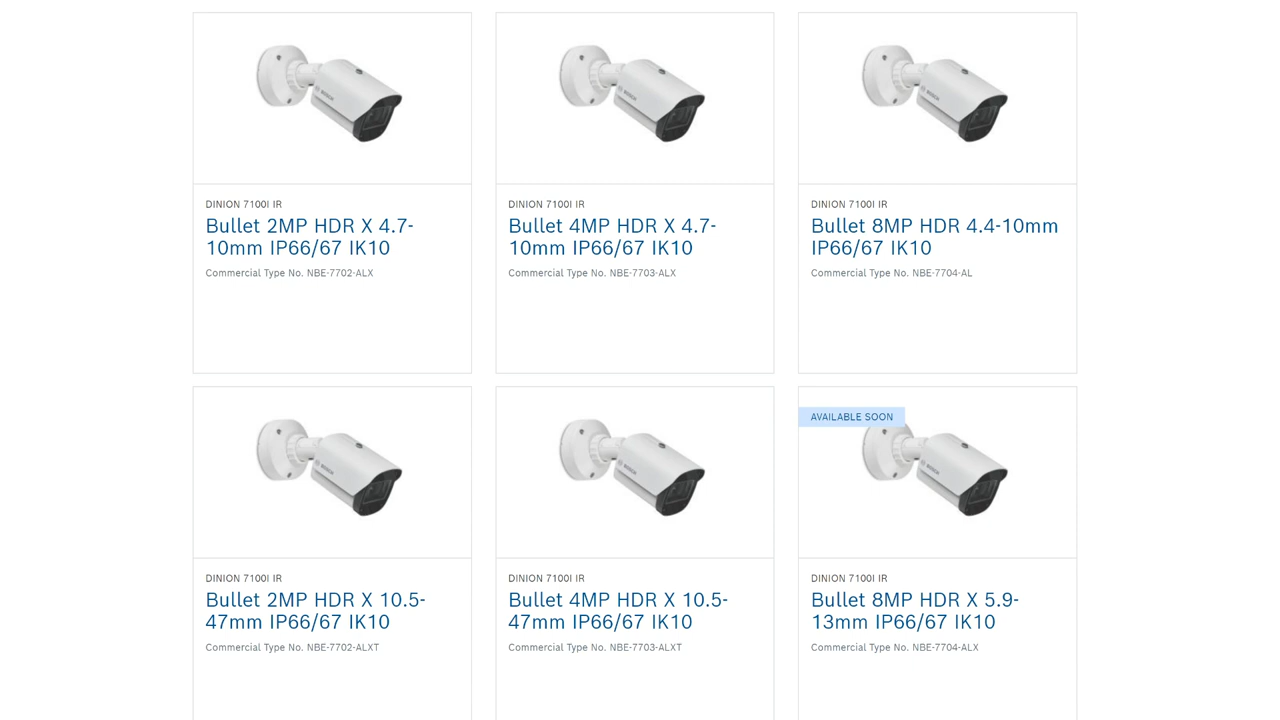 DINION 7100I IR
Bullet 2MP HDR X 4.7-
10mm IP66/67 IK10
Commercial Type No. NBE-7702-ALX
DINION 7100I IR
Bullet 4MP HDR X 4.7-
10mm IP66/67 IK10
Commercial Type No. NBE-7703-ALX
DINION 7100I IR
Bullet 8MP HDR 4.4-10mm
IP66/67 IK10
Commercial Type No. NBE-7704-AL
DINION 7100I IR
Bullet 2MP HDR X 10.5-
47mm IP66/67 IK10
Commercial Type No. NBE-7702-ALXT
DINION 7100I IR
Bullet 4MP HDR X 10.5-
47mm IP66/67 IK10
Commercial Type No. NBE-7703-ALXT
AVAILABLE SOON
DINION 7100I IR
Bullet 8MP HDR X 5.9-
13mm IP66/67 IK10
Commercial Type No. NBE-7704-ALX